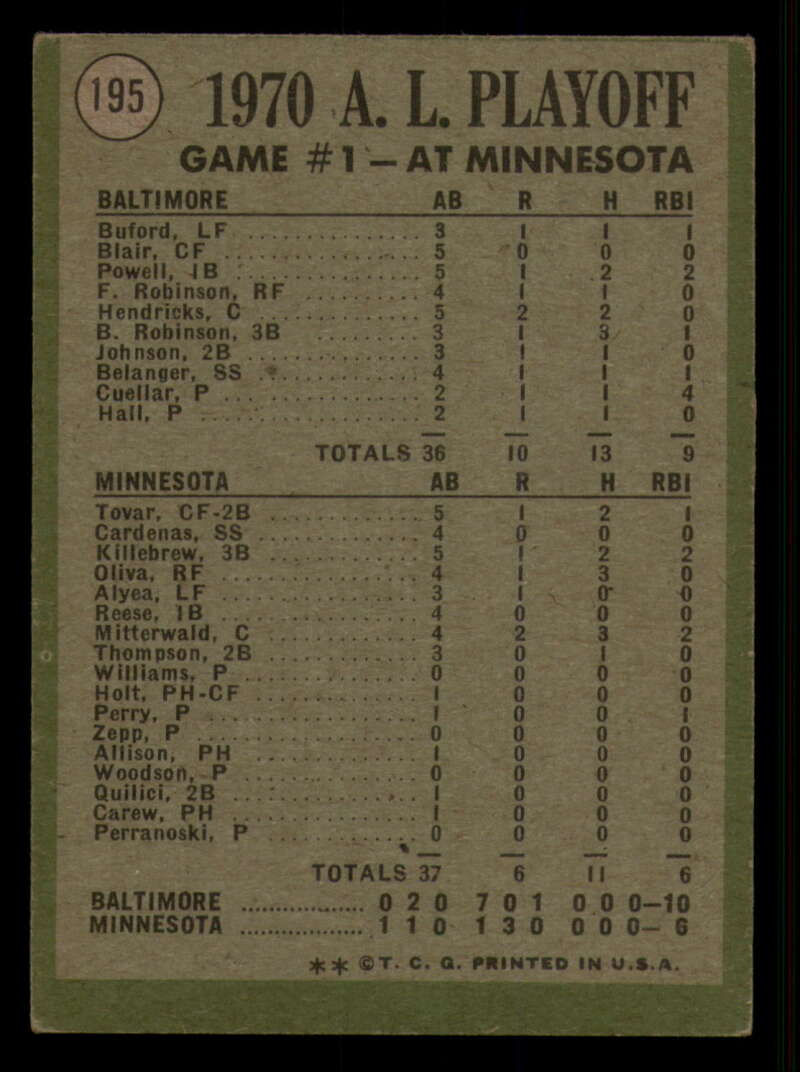 195
1970 A. L. PLAYOFF
GAME #1 – AT MINNESOTA
BALTIMORE AB R H RBI
Buford, LF .............. 3 1 1 1
Blair, CF ............... 5 0 0 0
Powell, 1B .............. 5 1 2 2
F. Robinson, RF .......... 4 1 1 0
Hendricks, C ............. 5 2 2 0
B. Robinson, 3B ......... 3 1 3 1
Johnson, 2B .............. 3 1 1 0
Belanger, SS ............ 4 1 1 1
Cuellar, P ............... 2 1 1 4
Hall, P ................. 2 1 1 0
TOTALS 36 10 13 9
MINNESOTA AB R H RBI
Tovar, CF-2B ............ 5 1 2 1
Cardenas, SS ............. 4 0 0 0
Killebrew, 3B ............ 5 1 2 2
Oliva, RF ............... 4 1 3 0
Alyea, LF ............... 3 1 0 0
Reese, 1B ............... 4 0 0 0
Mitterwald, C ............ 4 2 3 2
Thompson, 2B ............ 3 0 1 0
Williams, P .............. 0 0 0 0
Holt, PH-CF ............. 1 0 0 0
Perry, P ................ 1 0 0 1
Zepp, P ................. 0 0 0 0
Allison, PH ............. 1 0 0 0
Woodson, P .............. 0 0 0 0
Quilici, 2B .............. 1 0 0 0
Carew, PH ............... 1 0 0 0
Perranoski, P ............ 0 0 0 0
TOTALS 37 6 11 6
BALTIMORE .................. 0 2 0 7 0 1 0 0 0–10
MINNESOTA .................. 1 1 0 1 3 0 0 0 0– 6
** ©T. C. G. PRINTED IN U.S.A.